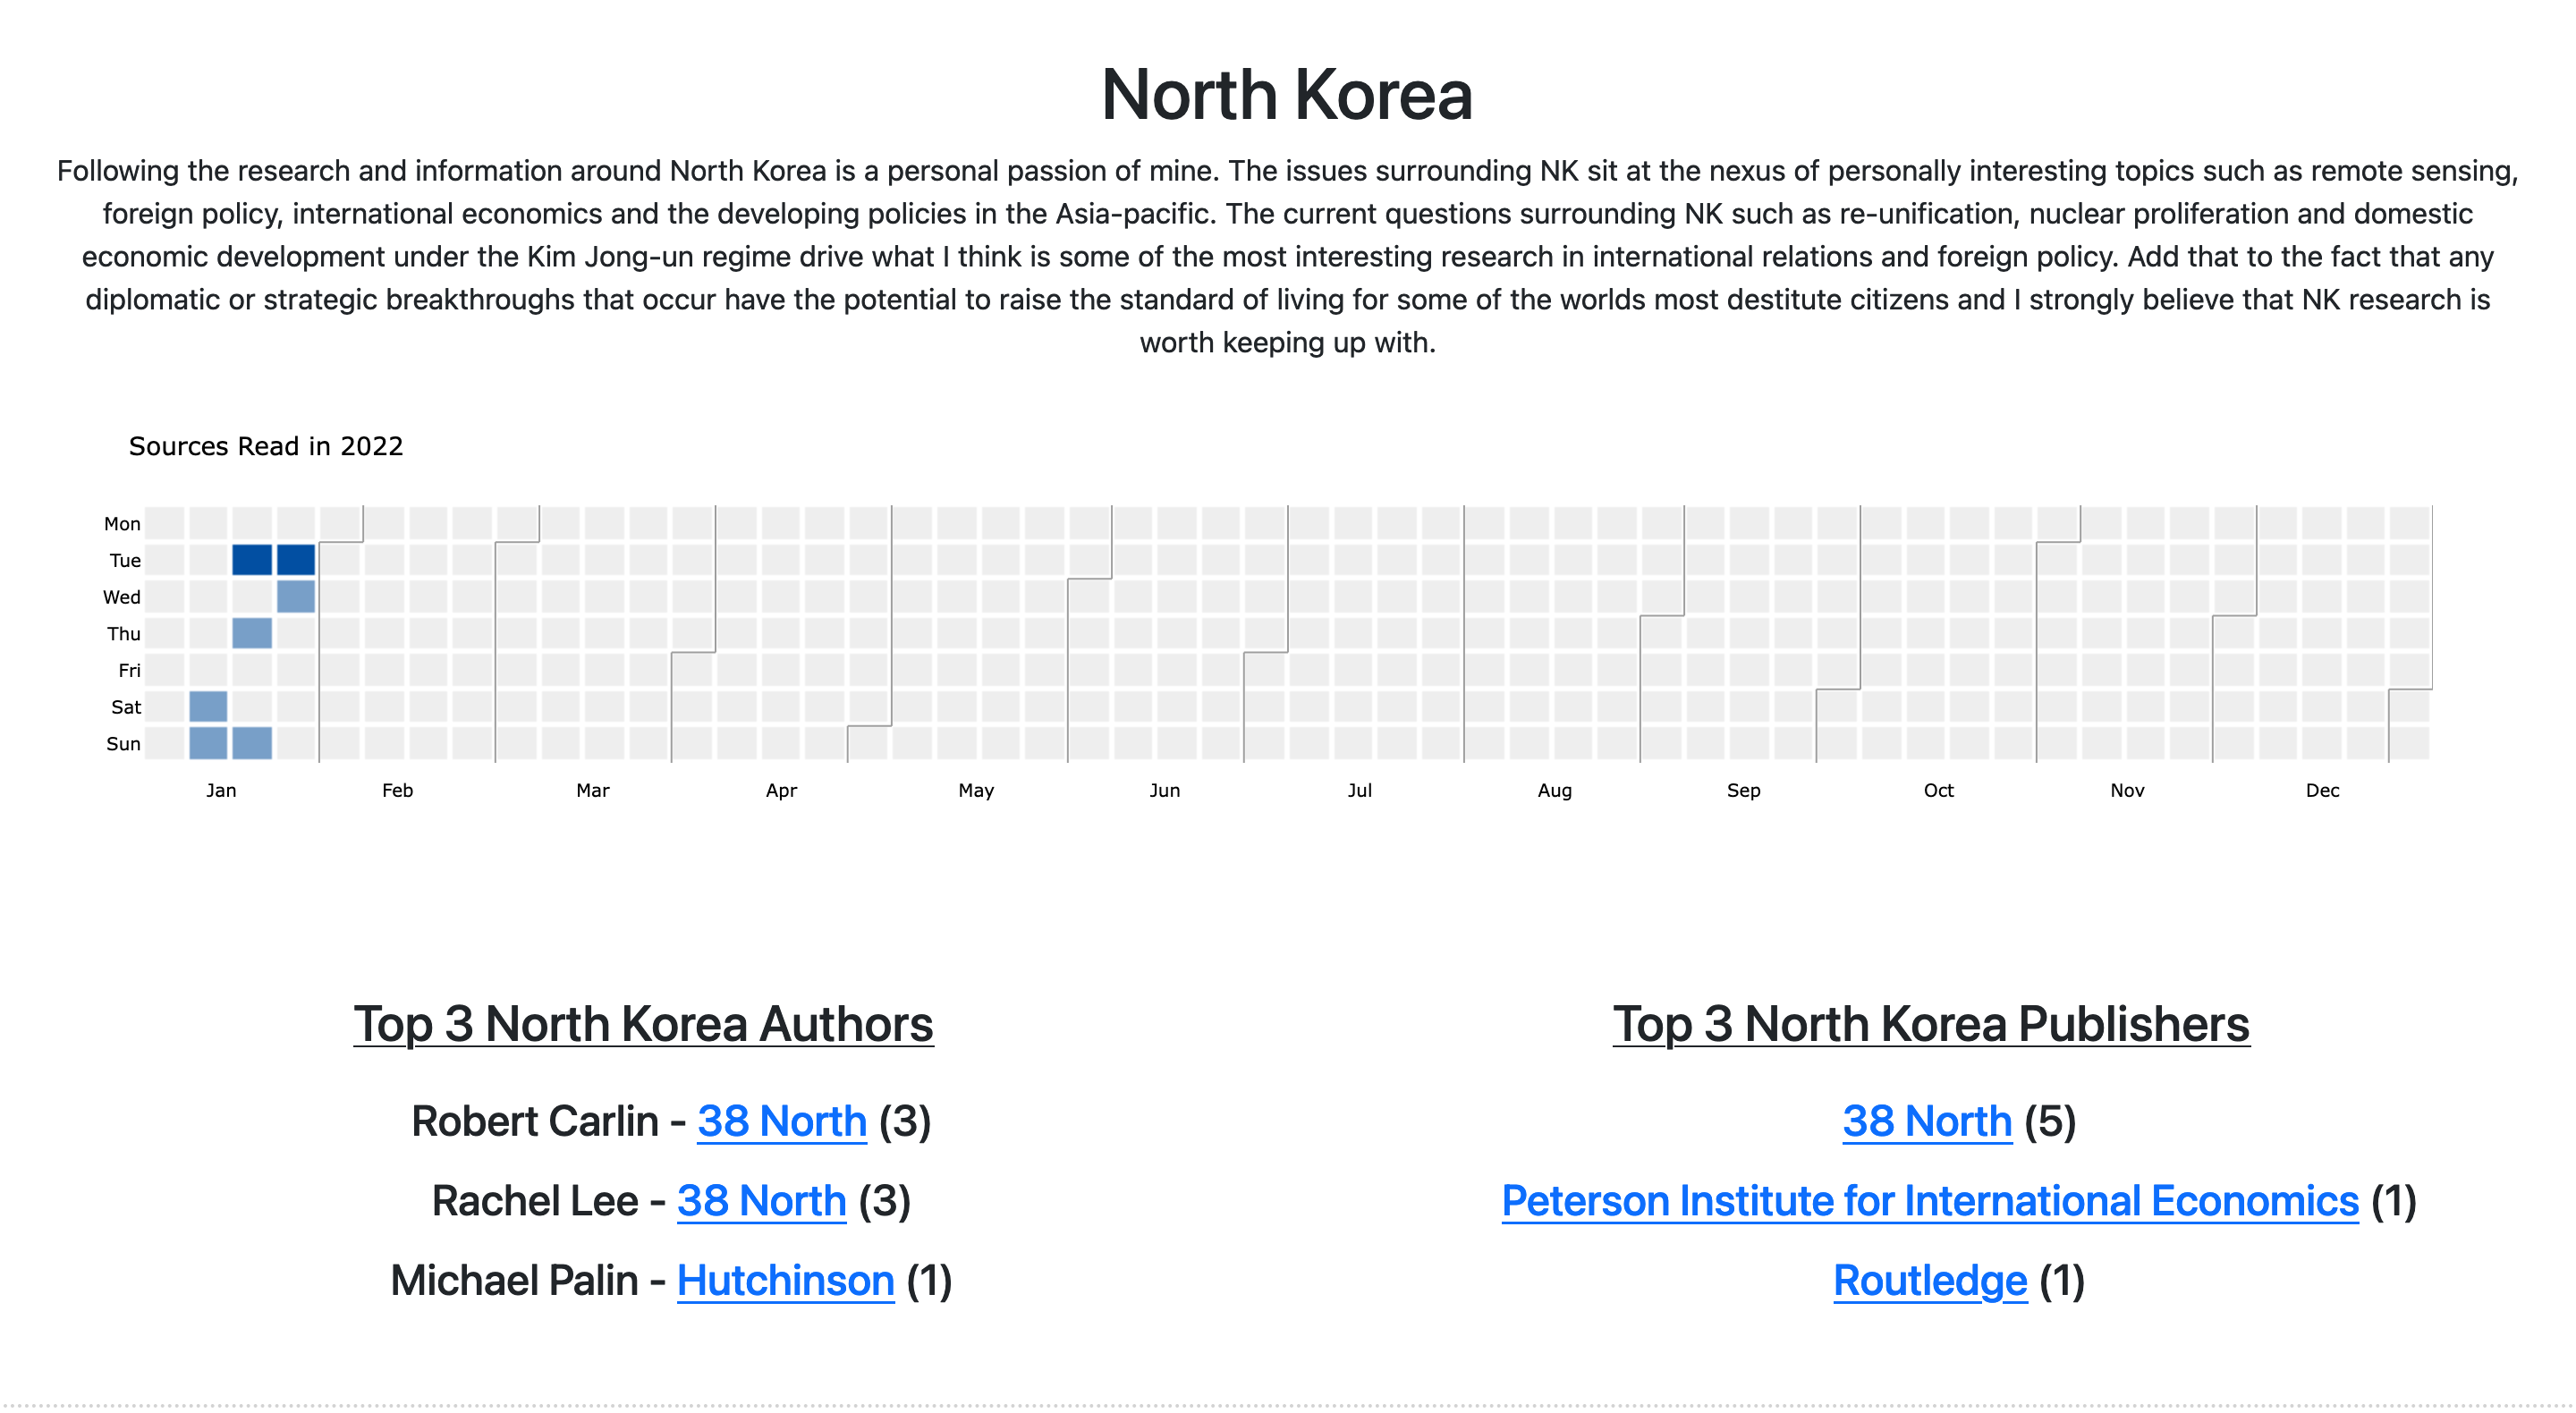 North Korea
Following the research and information around North Korea is a personal passion of mine. The issues surrounding NK sit at the nexus of personally interesting topics such as remote sensing,
foreign policy, international economics and the developing policies in the Asia-pacific. The current questions surrounding NK such as re-unification, nuclear proliferation and domestic
economic development under the Kim Jong-un regime drive what I think is some of the most interesting research in international relations and foreign policy. Add that to the fact that any
diplomatic or strategic breakthroughs that occur have the potential to raise the standard of living for some of the worlds most destitute citizens and I strongly believe that NK research is
worth keeping up with.
Sources Read in 2022
Mon
Tue
Wed
Thu
Fri
Sat
Sun
Jan Feb Mar Apr May Jun Jul Aug Sep Oct Nov Dec
Top 3 North Korea Authors
Robert Carlin - 38 North (3)
Rachel Lee - 38 North (3)
Michael Palin - Hutchinson (1)
Top 3 North Korea Publishers
38 North (5)
Peterson Institute for International Economics (1)
Routledge (1)